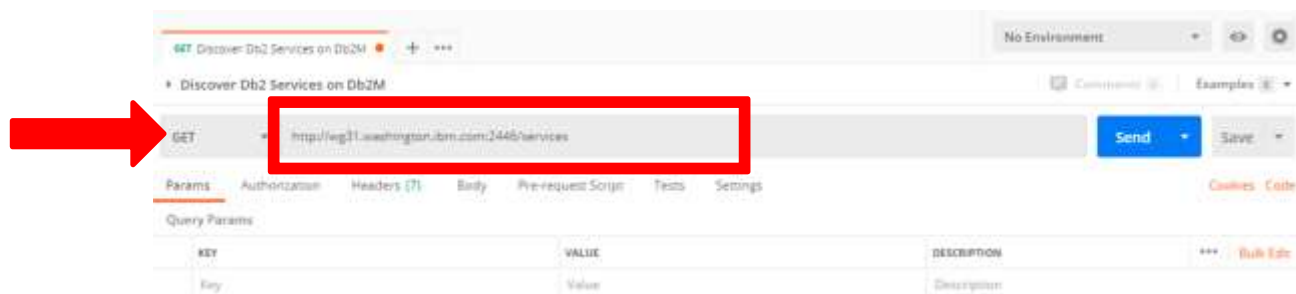 GET Discover Db2 Services on Db2M + ••• No Environment
Discover Db2 Services on Db2M Comments Examples
GET http://wg31.washington.ibm.com:2446/services Send Save
Params Authorization Headers (7) Body Pre-request Script Tests Settings Cookies Code
Query Params
KEY VALUE DESCRIPTION ••• Bulk Edit
Key Value Description